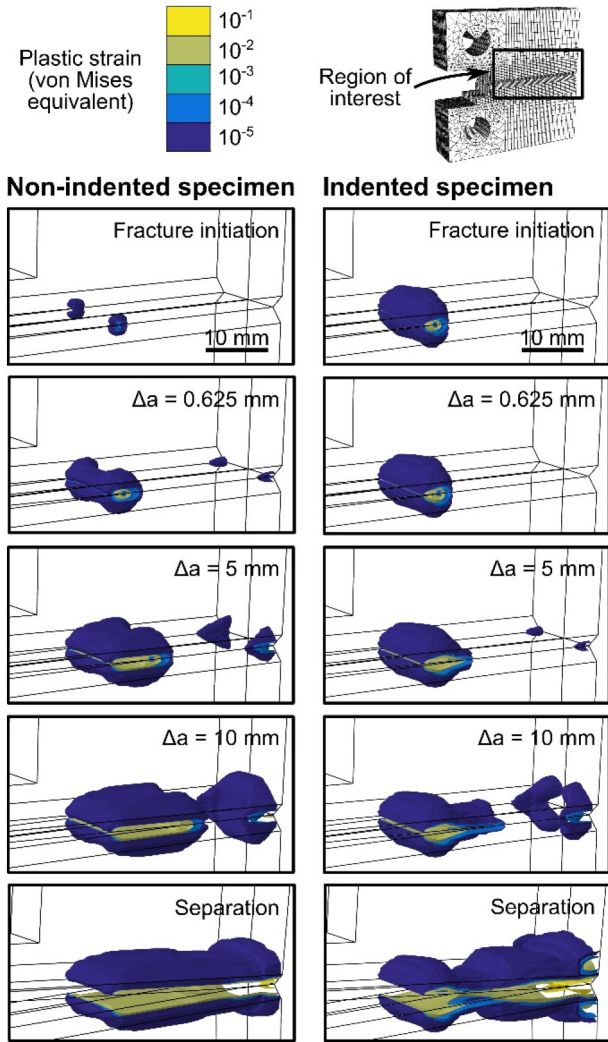 Plastic strain
(von Mises
equivalent)
10⁻¹
10⁻²
10⁻³
10⁻⁴
10⁻⁵
Region of
interest
Non-indented specimen
Indented specimen
Fracture initiation
10 mm
Fracture initiation
10 mm
Δa = 0.625 mm
Δa = 0.625 mm
Δa = 5 mm
Δa = 5 mm
Δa = 10 mm
Δa = 10 mm
Separation
Separation